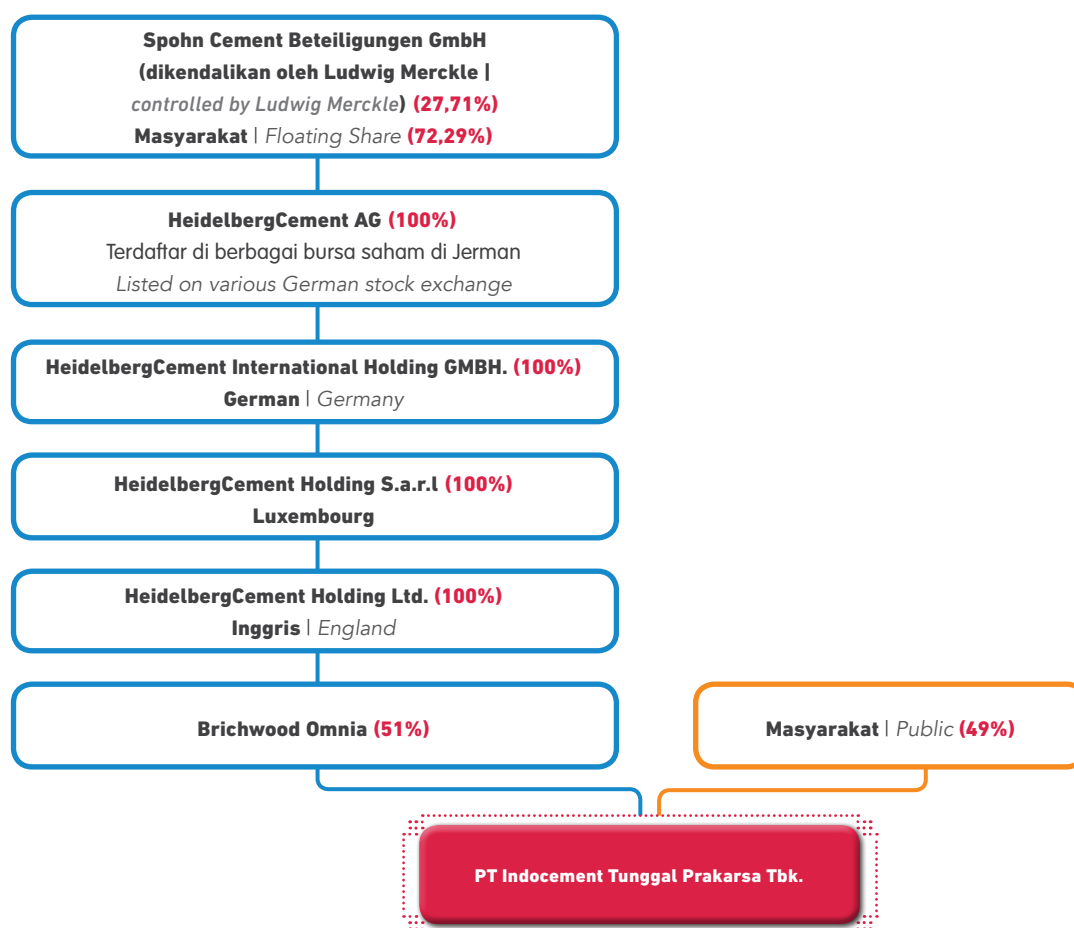 Spohn Cement Beteiligungen GmbH
(dikendalikan oleh Ludwig Merckle |
controlled by Ludwig Merckle) (27,71%)
Masyarakat | Floating Share (72,29%)
HeidelbergCement AG (100%)
Terdaftar di berbagai bursa saham di Jerman
Listed on various German stock exchange
HeidelbergCement International Holding GMBH. (100%)
German | Germany
HeidelbergCement Holding S.a.r.l (100%)
Luxembourg
HeidelbergCement Holding Ltd. (100%)
Inggris | England
Brichwood Omnia (51%)
Masyarakat | Public (49%)
PT Indocement Tunggal Prakarsa Tbk.